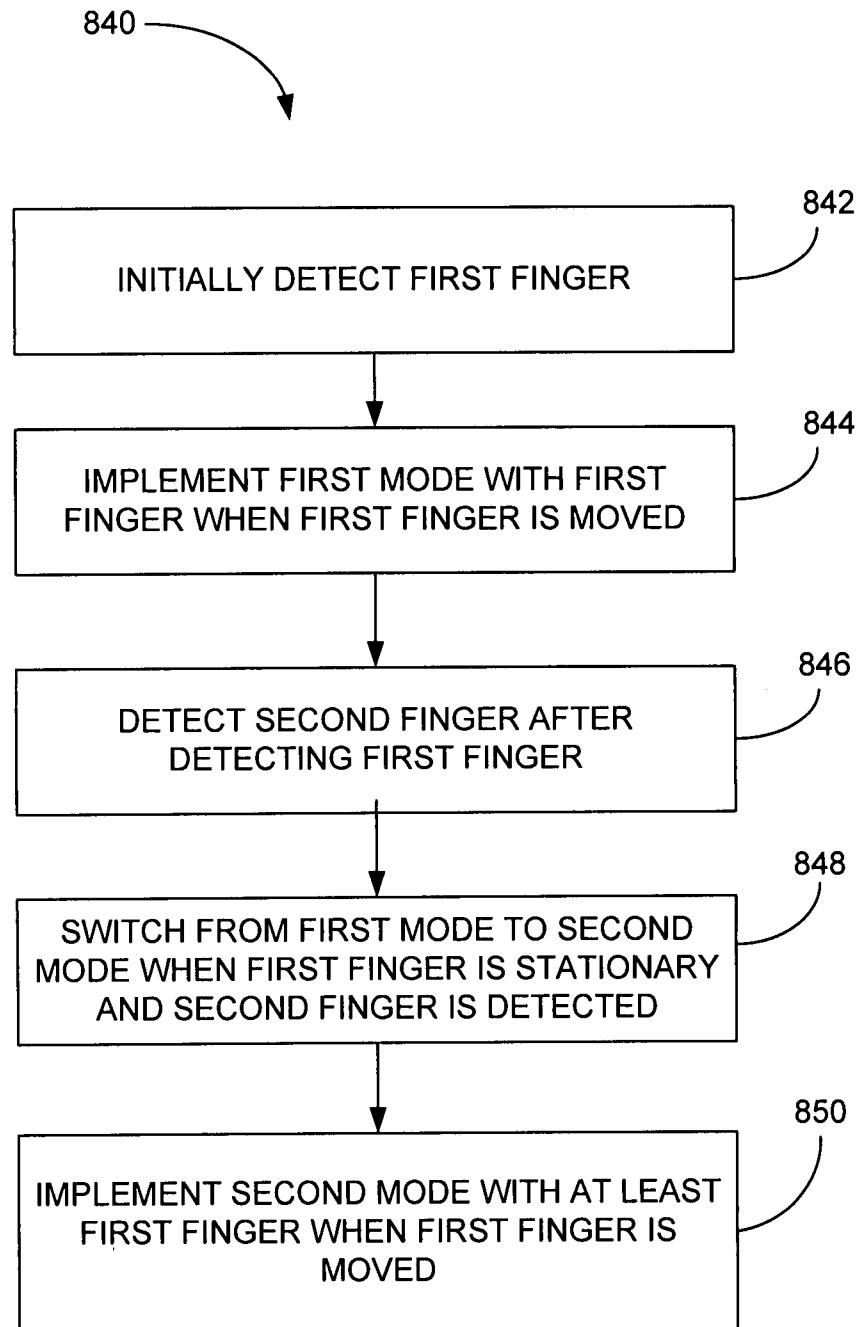 840
842
INITIALLY DETECT FIRST FINGER
844
IMPLEMENT FIRST MODE WITH FIRST
FINGER WHEN FIRST FINGER IS MOVED
846
DETECT SECOND FINGER AFTER
DETECTING FIRST FINGER
848
SWITCH FROM FIRST MODE TO SECOND
MODE WHEN FIRST FINGER IS STATIONARY
AND SECOND FINGER IS DETECTED
850
IMPLEMENT SECOND MODE WITH AT LEAST
FIRST FINGER WHEN FIRST FINGER IS
MOVED